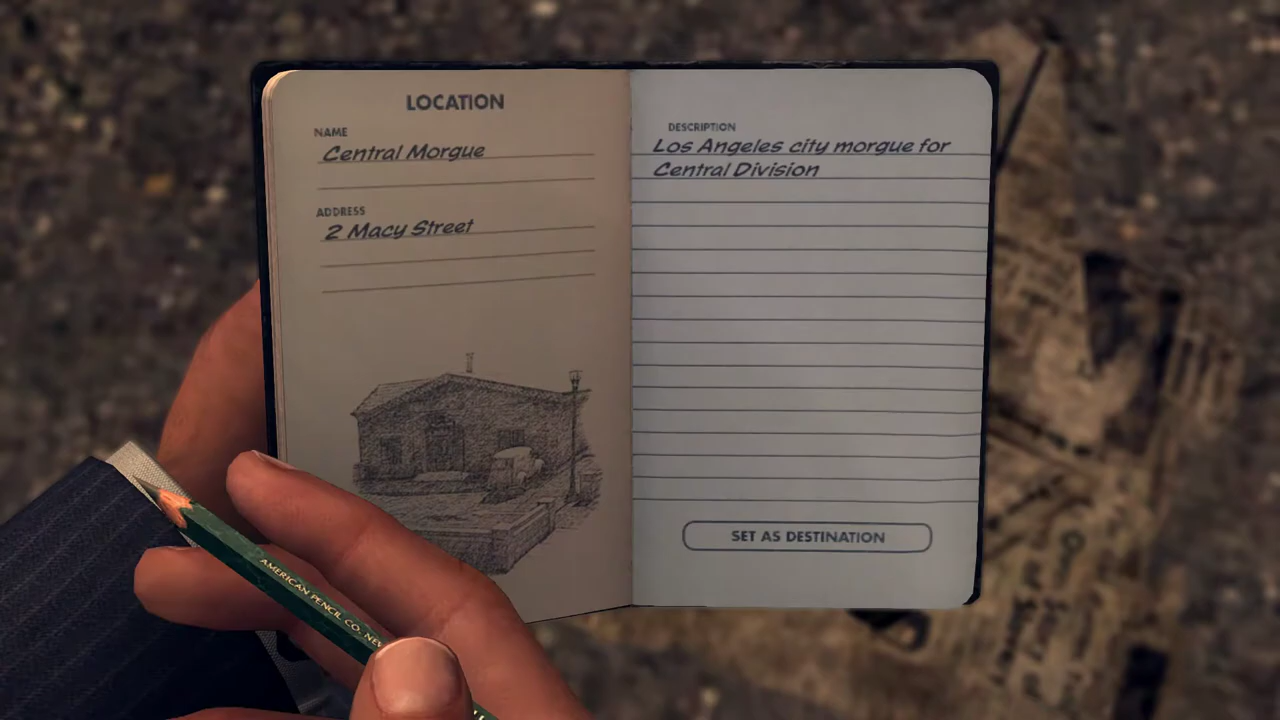 LOCATION
NAME
Central Morgue
ADDRESS
2 Macy Street
DESCRIPTION
Los Angeles city morgue for
Central Division
SET AS DESTINATION
AMERICAN PENCIL CO.